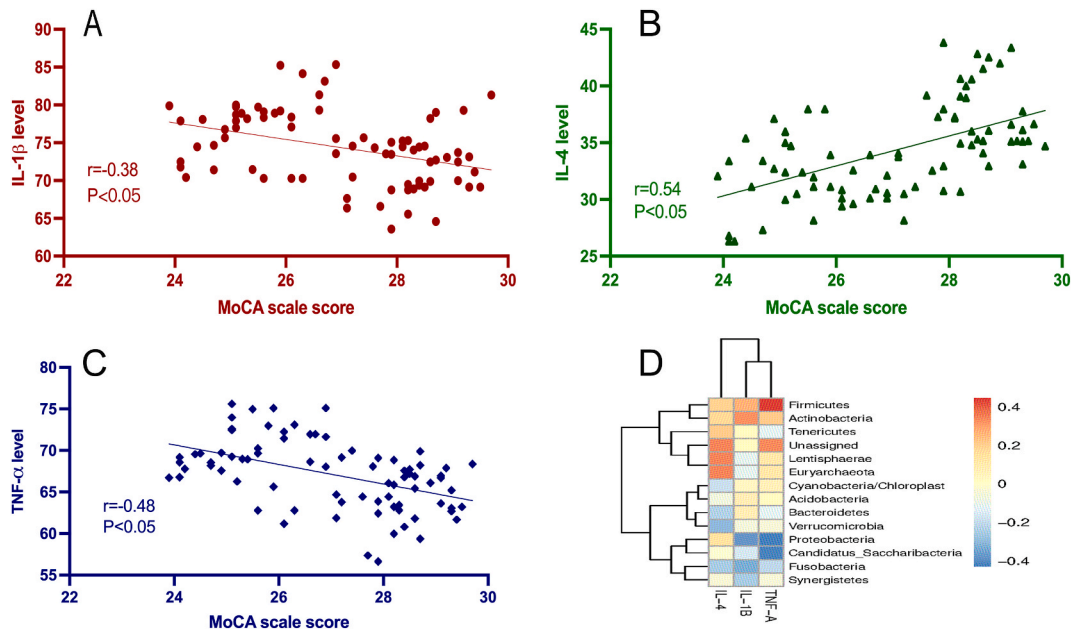 A
90
85
80
75
70
65
60
IL-1β level
r=-0.38
P<0.05
22
24
26
28
30
MoCA scale score
B
45
40
35
30
25
IL-4 level
r=0.54
P<0.05
22
24
26
28
30
MoCA scale score
C
80
75
70
65
60
55
TNF-α level
r=-0.48
P<0.05
22
24
26
28
30
MoCA scale score
D
Firmicutes
Actinobacteria
Tenericutes
Unassigned
Lentisphaerae
Euryarchaeota
Cyanobacteria/Chloroplast
Acidobacteria
Bacteroidetes
Verrucomicrobia
Proteobacteria
Candidatus_Saccharibacteria
Fusobacteria
Synergistetes
IL-4
IL-1B
TNF-A
0.4
0.2
0
−0.2
−0.4